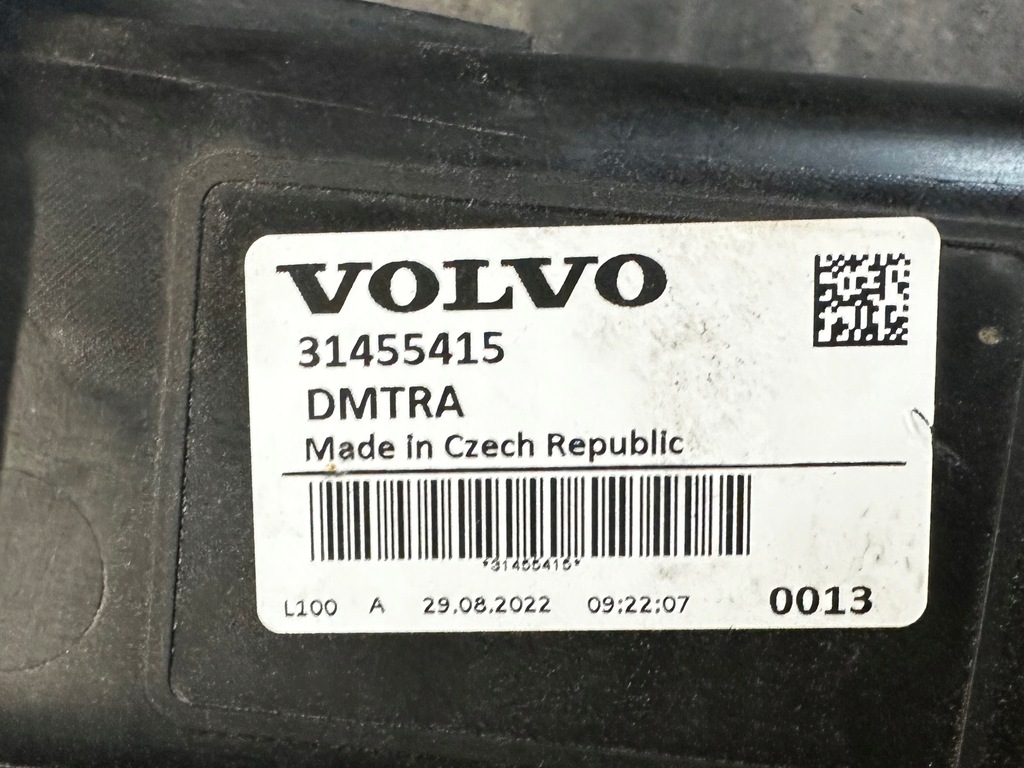 VOLVO
31455415
DMTRA
Made in Czech Republic
*31455415*
L100 A 29.08.2022 09:22:07 0013